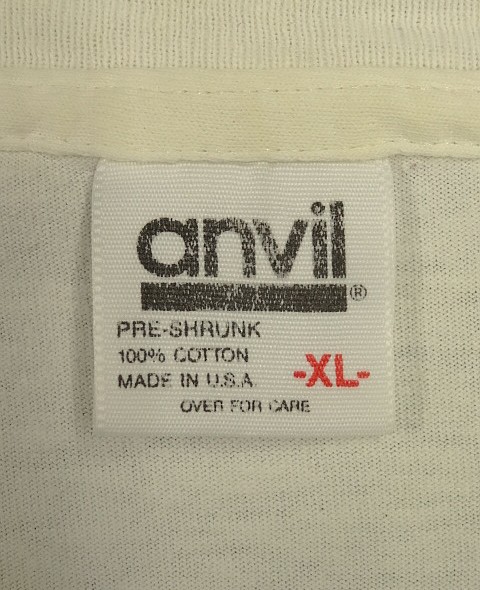 anvil
®
PRE-SHRUNK
100% COTTON
MADE IN U.S.A.
-XL-
OVER FOR CARE